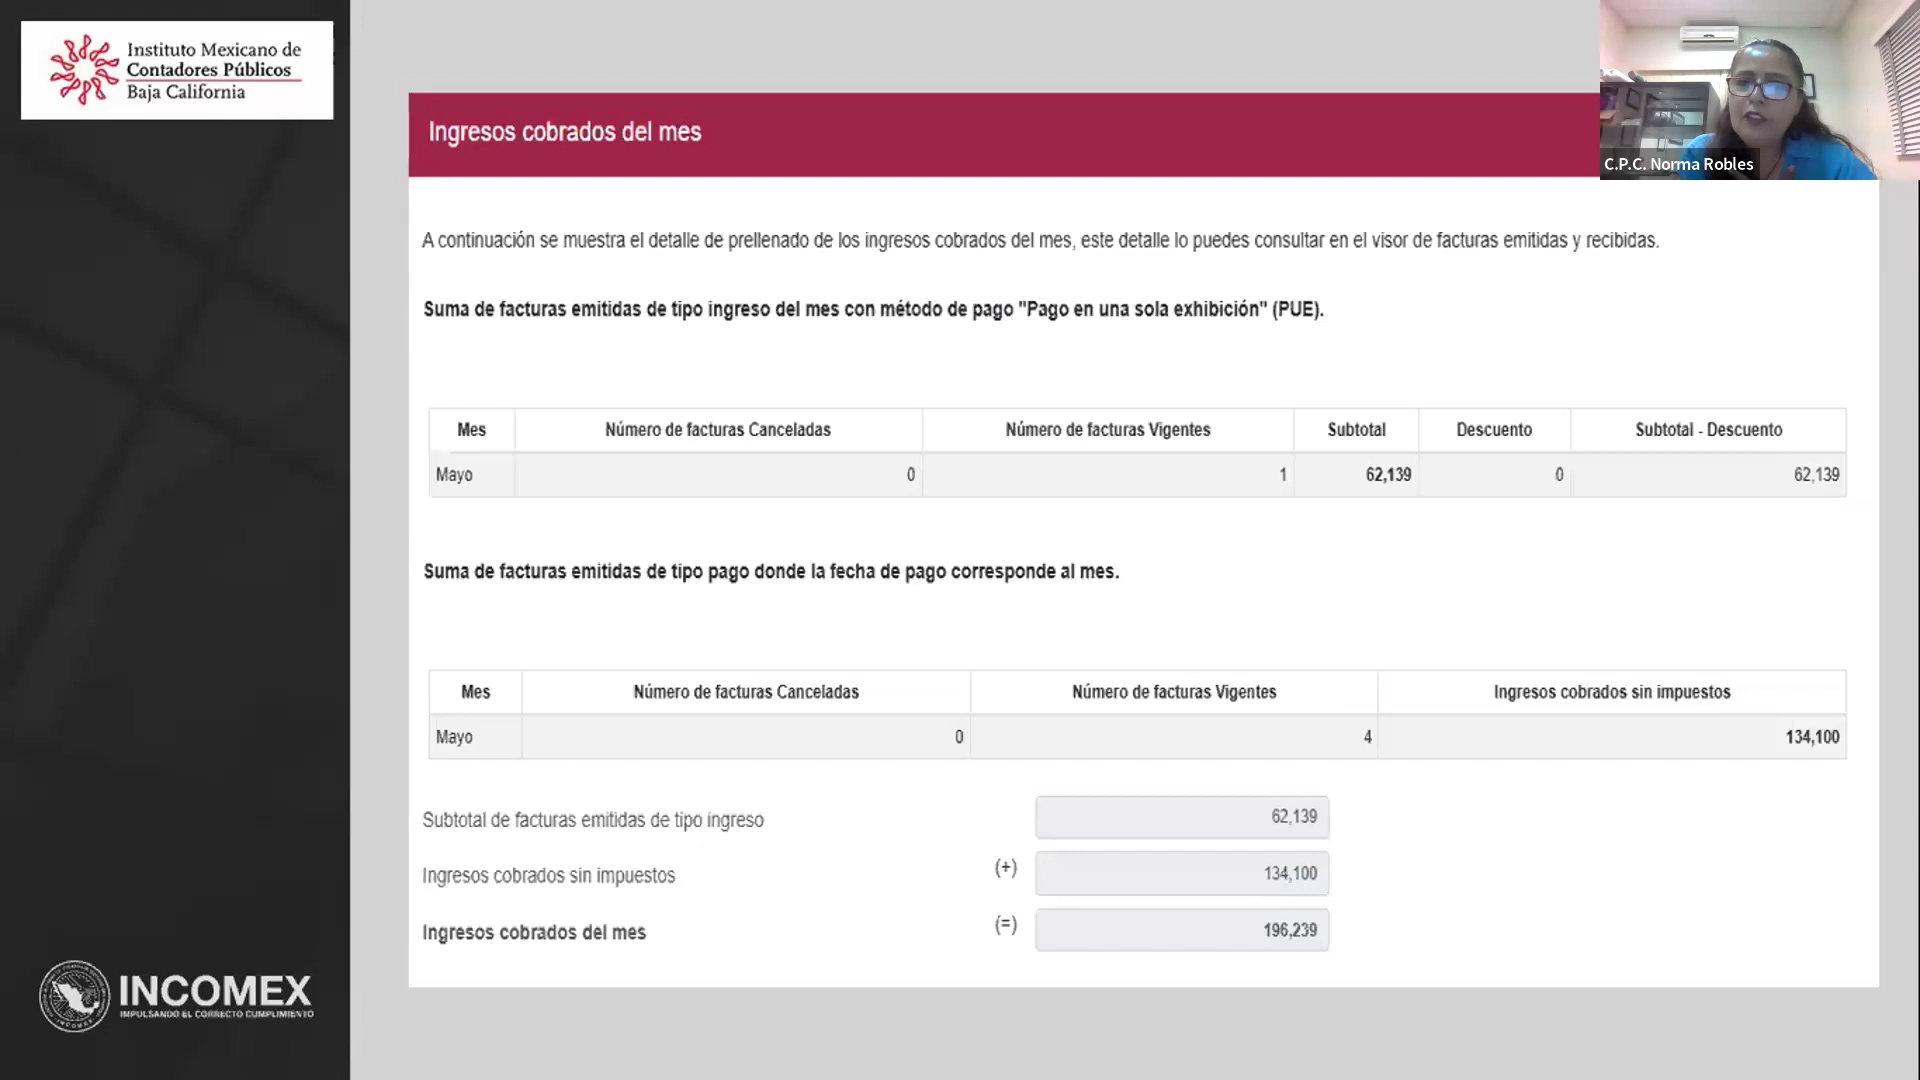 Instituto Mexicano de
Contadores Públicos
Baja California
Ingresos cobrados del mes
C.P.C. Norma Robles
A continuación se muestra el detalle de prellenado de los ingresos cobrados del mes, este detalle lo puedes consultar en el visor de facturas emitidas y recibidas.
Suma de facturas emitidas de tipo ingreso del mes con método de pago "Pago en una sola exhibición" (PUE).
Mes Número de facturas Canceladas Número de facturas Vigentes Subtotal Descuento Subtotal - Descuento
Mayo 0 1 62,139 0 62,139
Suma de facturas emitidas de tipo pago donde la fecha de pago corresponde al mes.
Mes Número de facturas Canceladas Número de facturas Vigentes Ingresos cobrados sin impuestos
Mayo 0 4 134,100
Subtotal de facturas emitidas de tipo ingreso 62,139
Ingresos cobrados sin impuestos (+) 134,100
Ingresos cobrados del mes (=) 196,239
INCOMEX
IMPULSANDO EL CORRECTO CUMPLIMIENTO